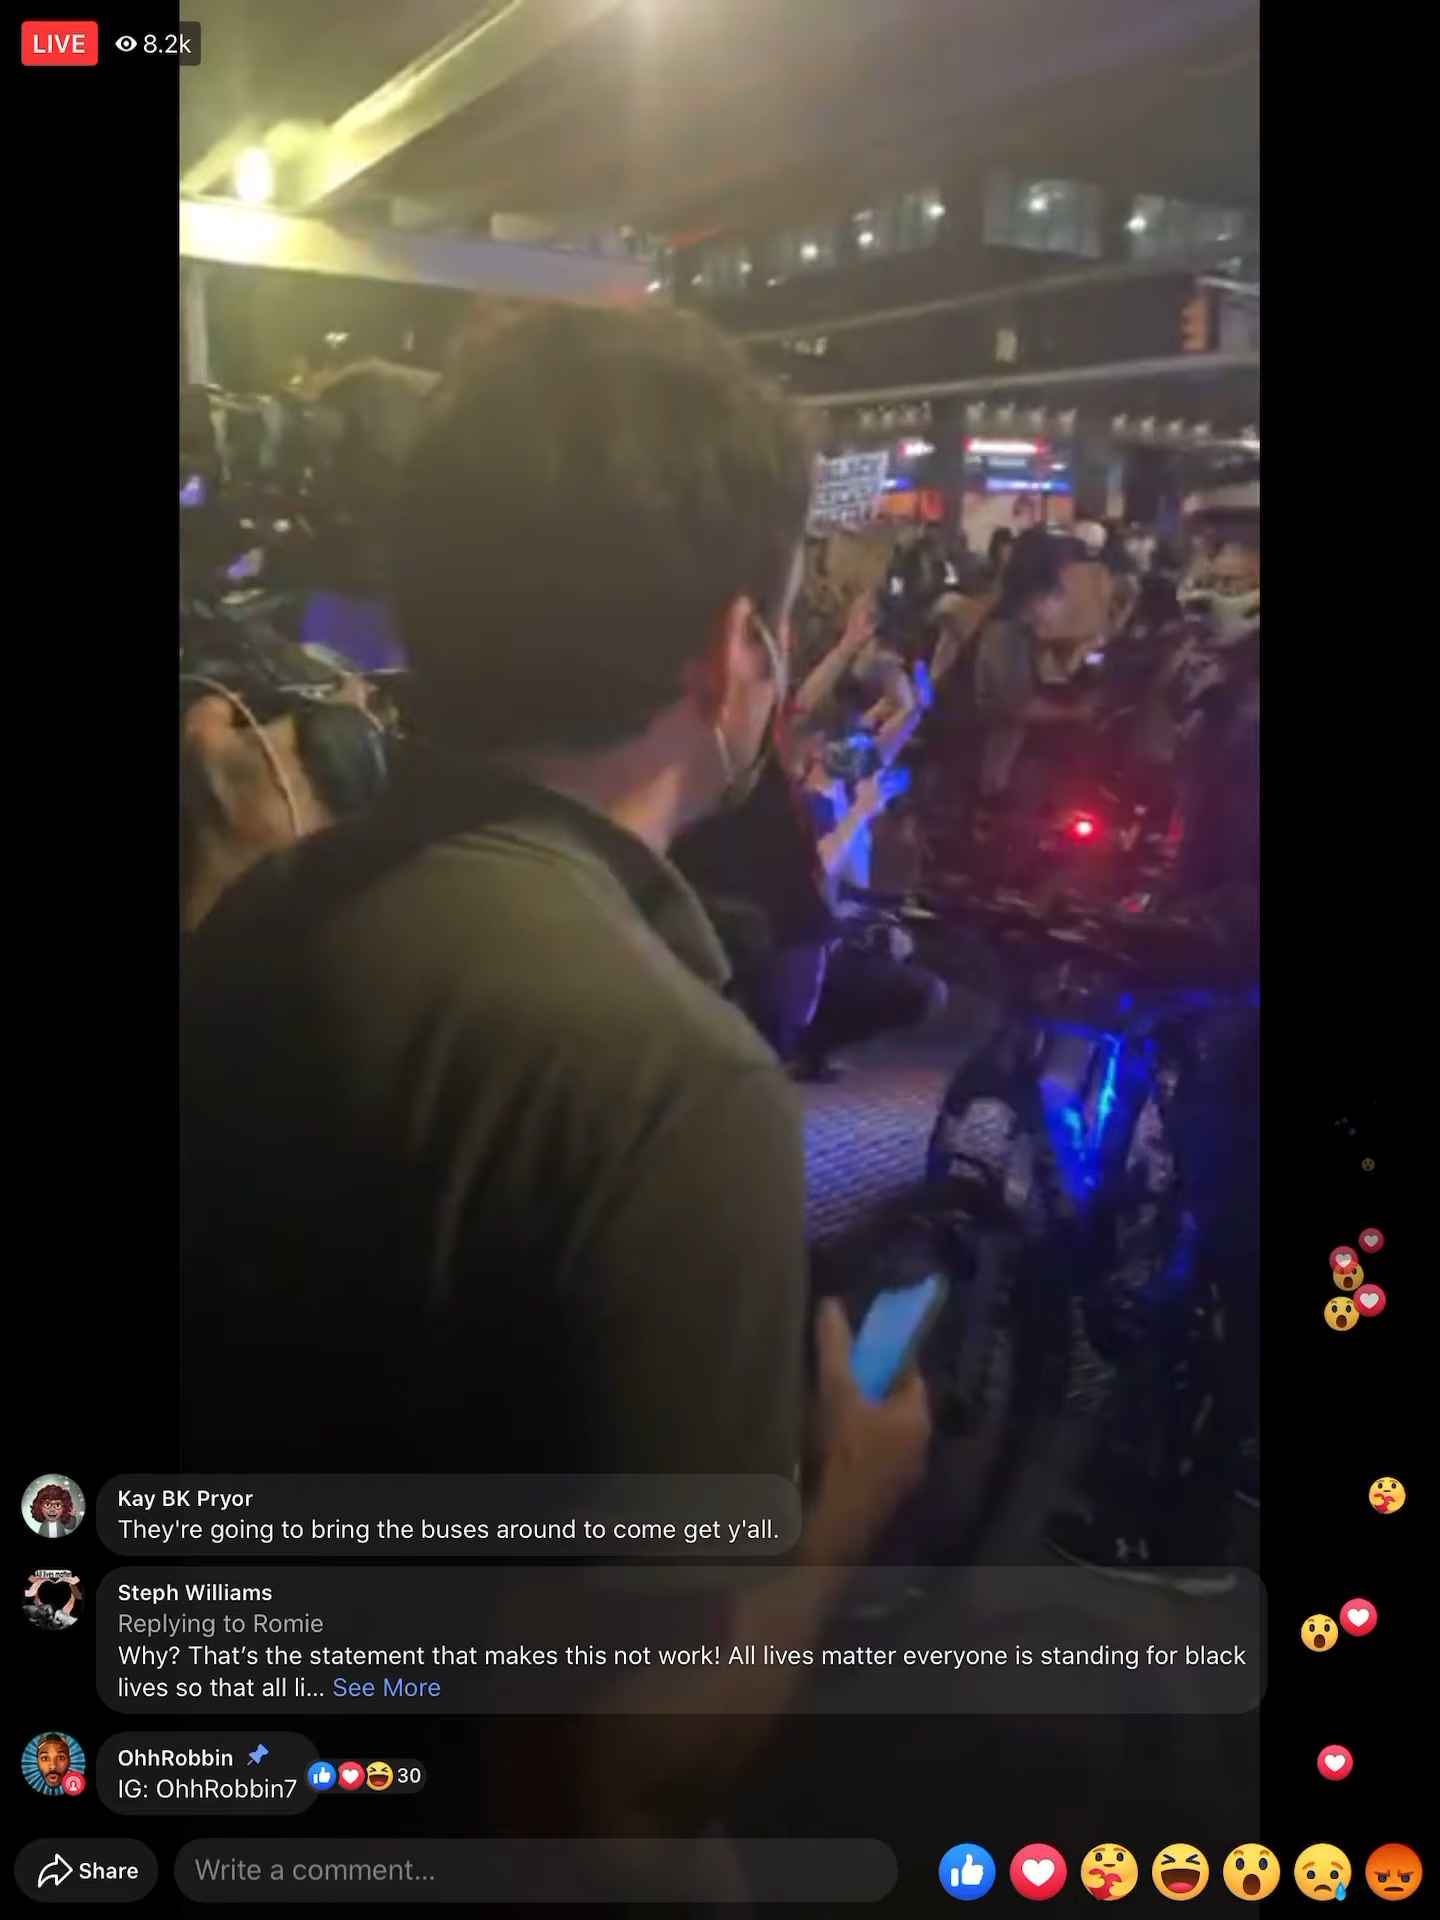 LIVE 8.2k
Kay BK Pryor
They're going to bring the buses around to come get y'all.
Steph Williams
Replying to Romie
Why? That’s the statement that makes this not work! All lives matter everyone is standing for black
lives so that all li... See More
OhhRobbin
IG: OhhRobbin7
30
Share
Write a comment...